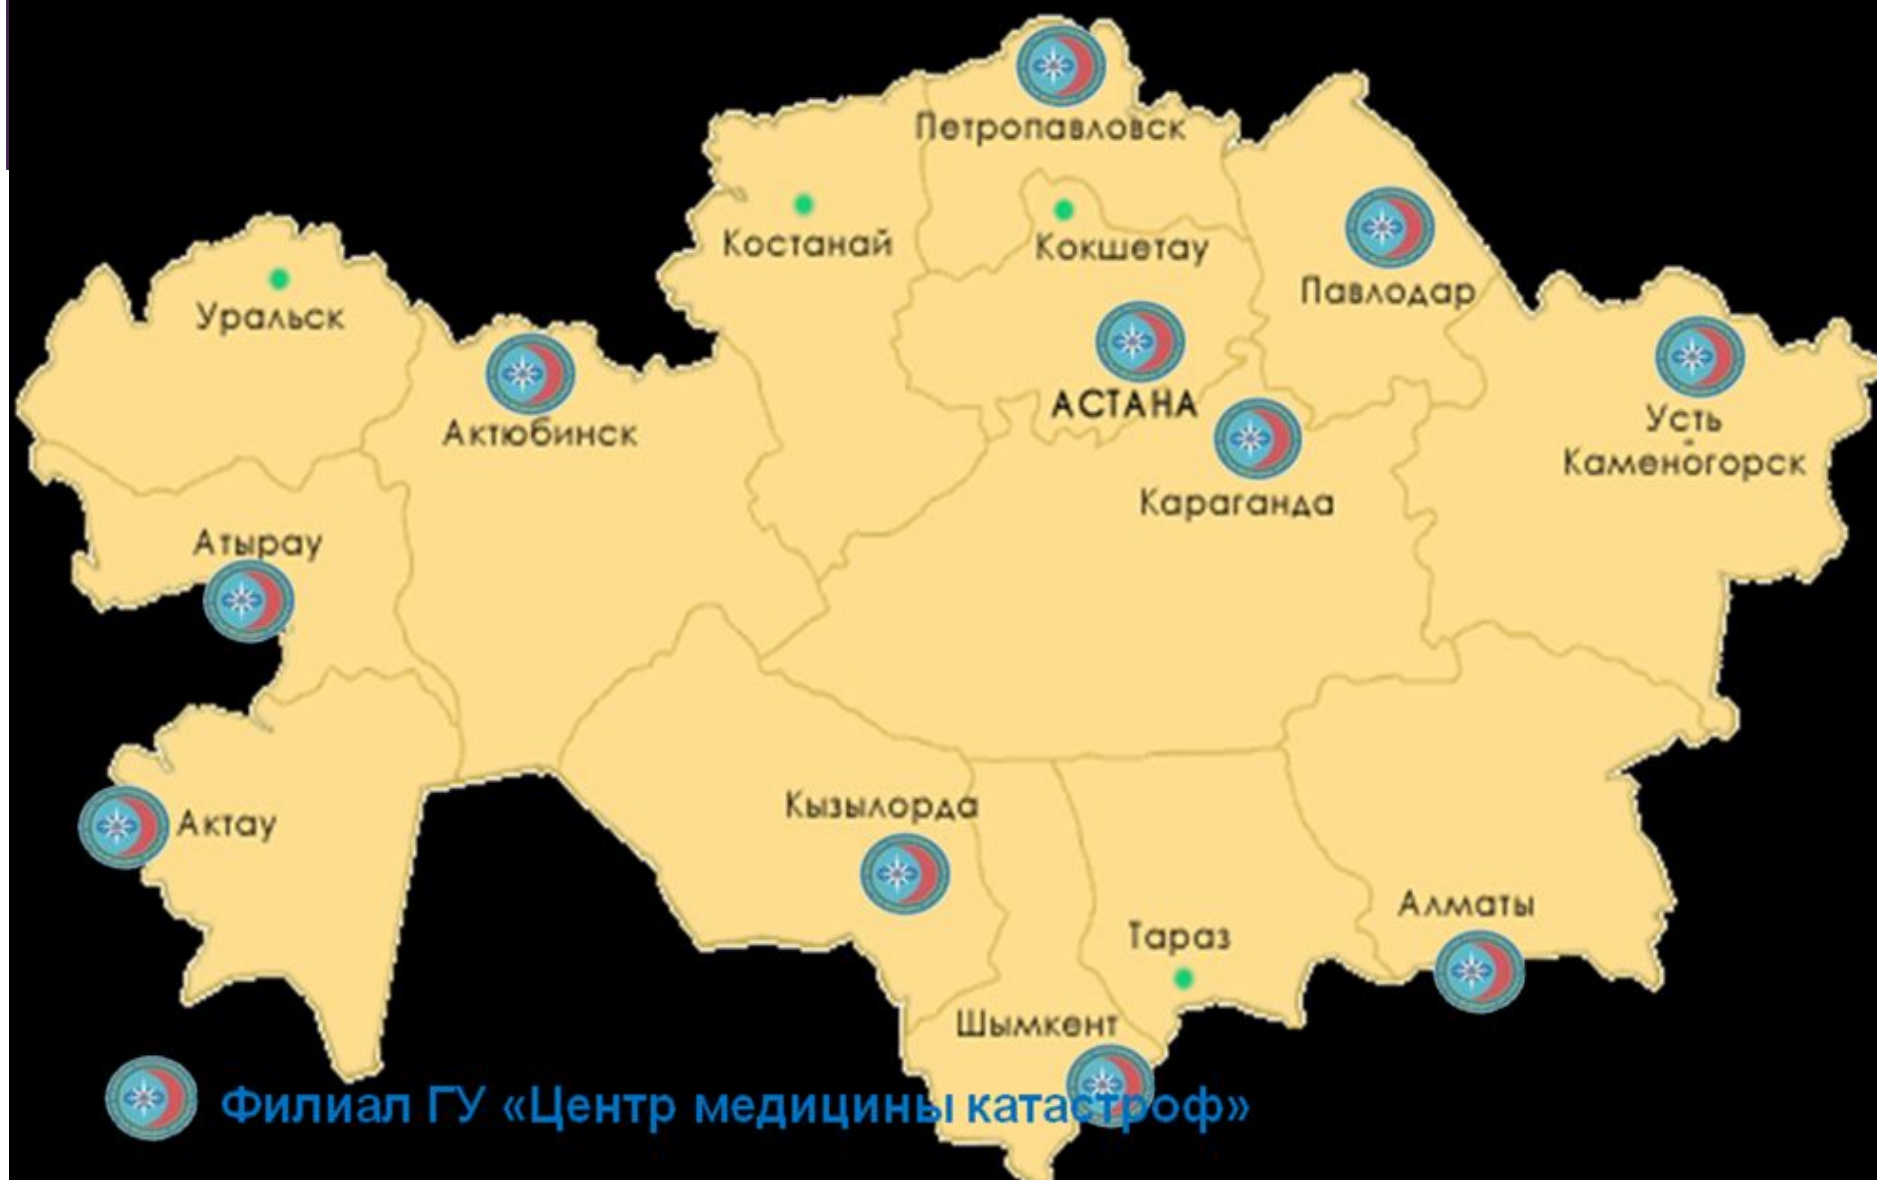 Петропавловск
Костанай
Кокшетау
Павлодар
Уральск
АСТАНА
Усть
-
Каменогорск
Актюбинск
Караганда
Атырау
Кызылорда
Актау
Алматы
Тараз
Шымкент
Филиал ГУ «Центр медицины катастроф»